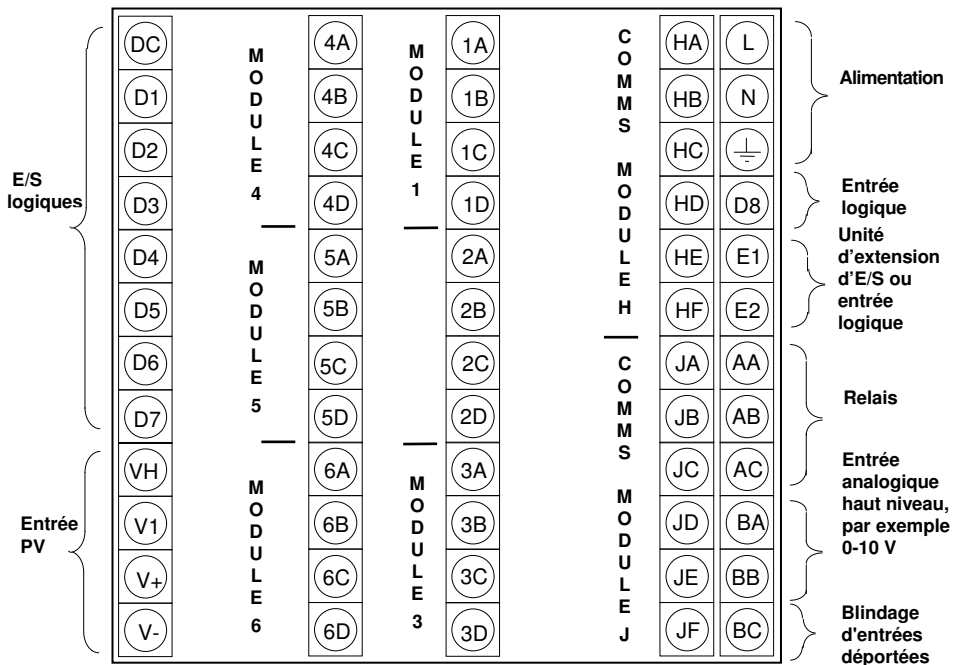 E/S
logiques
Entrée
PV
DC
D1
D2
D3
D4
D5
D6
D7
VH
V1
V+
V-
MODULE 4
MODULE 5
MODULE 6
4A
4B
4C
4D
5A
5B
5C
5D
6A
6B
6C
6D
MODULE 1
MODULE 3
1A
1B
1C
1D
2A
2B
2C
2D
3A
3B
3C
3D
COMMS MODULE H
COMMS MODULE J
HA
HB
HC
HD
HE
HF
JA
JB
JC
JD
JE
JF
L
N
D8
E1
E2
AA
AB
AC
BA
BB
BC
Alimentation
Entrée
logique
Unité
d'extension
d'E/S ou
entrée
logique
Relais
Entrée
analogique
haut niveau,
par exemple
0-10 V
Blindage
d'entrées
déportées